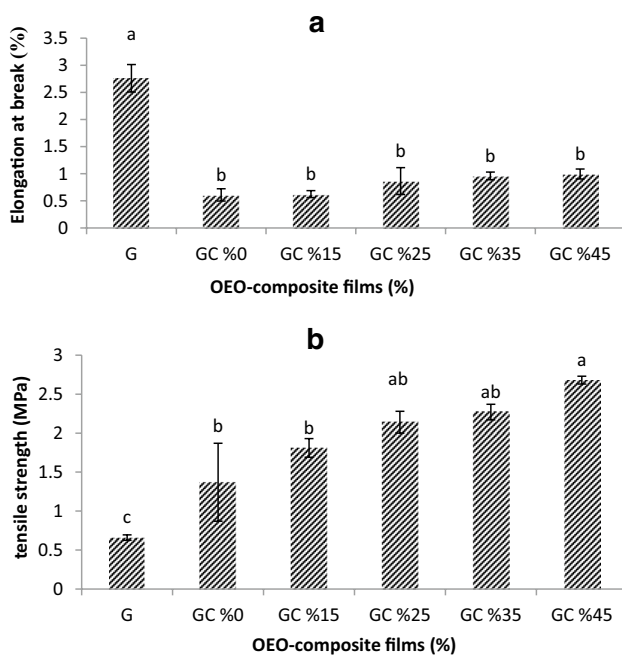 a
Elongation at break (%)
3.5
3
2.5
2
1.5
1
0.5
0
a
b
b
b
b
b
G
GC %0
GC %15
GC %25
GC %35
GC %45
OEO-composite films (%)
b
tensile strength (MPa)
3
2.5
2
1.5
1
0.5
0
c
b
b
ab
ab
a
G
GC %0
GC %15
GC %25
GC %35
GC %45
OEO-composite films (%)